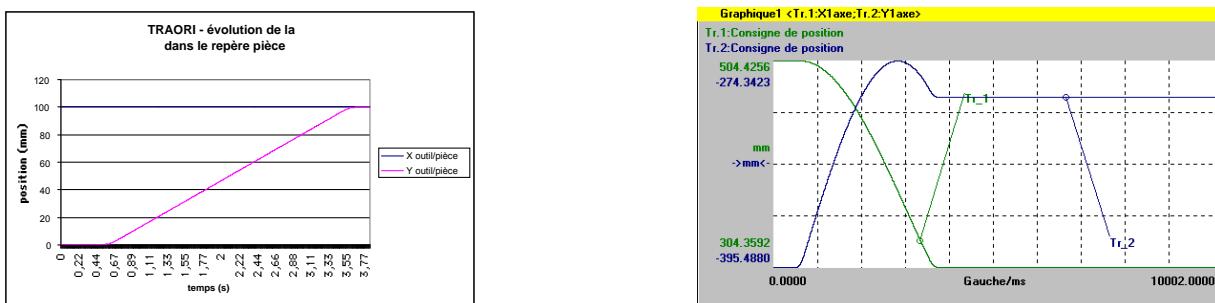 TRAORI - évolution de la
dans le repère pièce
120
100
80
60
40
20
0
position (mm)
0
0,22
0,44
0,67
0,89
1,11
1,33
1,55
1,77
2
2,22
2,44
2,66
2,88
3,11
3,33
3,55
3,77
temps (s)
X outil/pièce
Y outil/pièce
Graphique1 <Tr.1:X1axe;Tr.2:Y1axe>
Tr.1:Consigne de position
Tr.2:Consigne de position
504.4256
-274.3423
Tr_1
mm
->mm<-
Tr_2
304.3592
-395.4880
0.0000
Gauche/ms
10002.0000